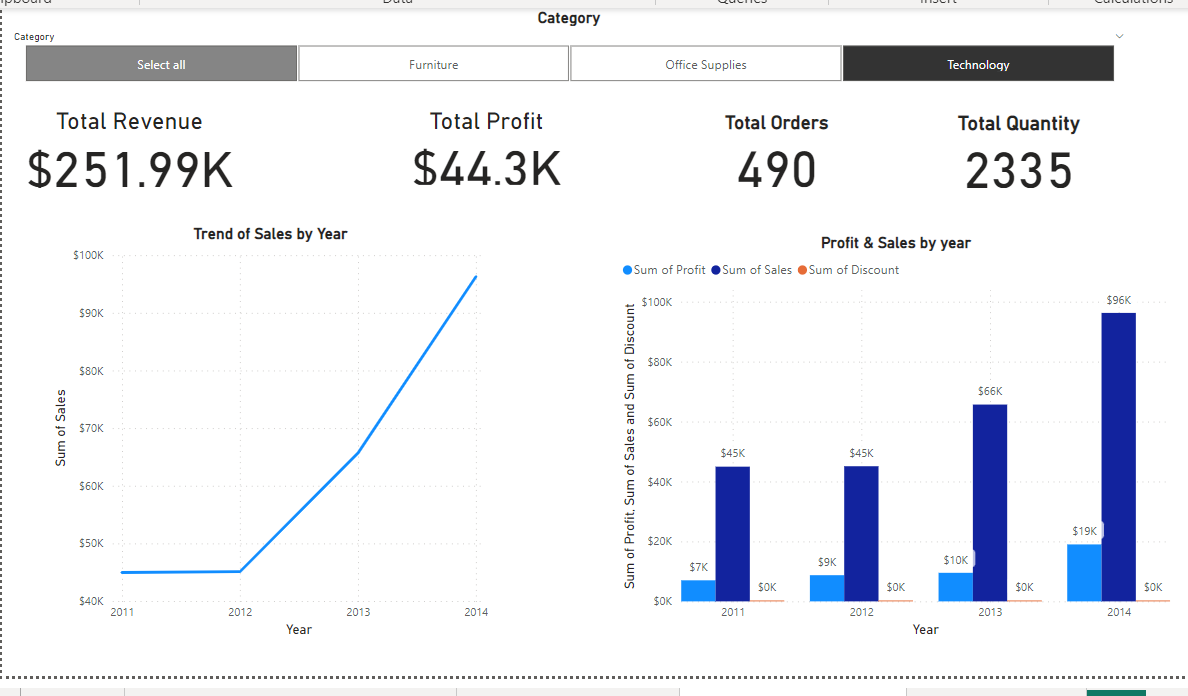 Data
Queries
Insert
Calculations
Category
Category
Select all
Furniture
Office Supplies
Technology
Total Revenue
$251.99K
Total Profit
$44.3K
Total Orders
490
Total Quantity
2335
Trend of Sales by Year
$100K
$90K
$80K
$70K
$60K
$50K
$40K
Sum of Sales
2011 2012 2013 2014
Year
Profit & Sales by year
Sum of Profit Sum of Sales Sum of Discount
Sum of Profit, Sum of Sales and Sum of Discount
$100K
$80K
$60K
$40K
$20K
$0K
$7K $45K $0K
$9K $45K $0K
$10K $66K $0K
$19K $96K $0K
2011 2012 2013 2014
Year